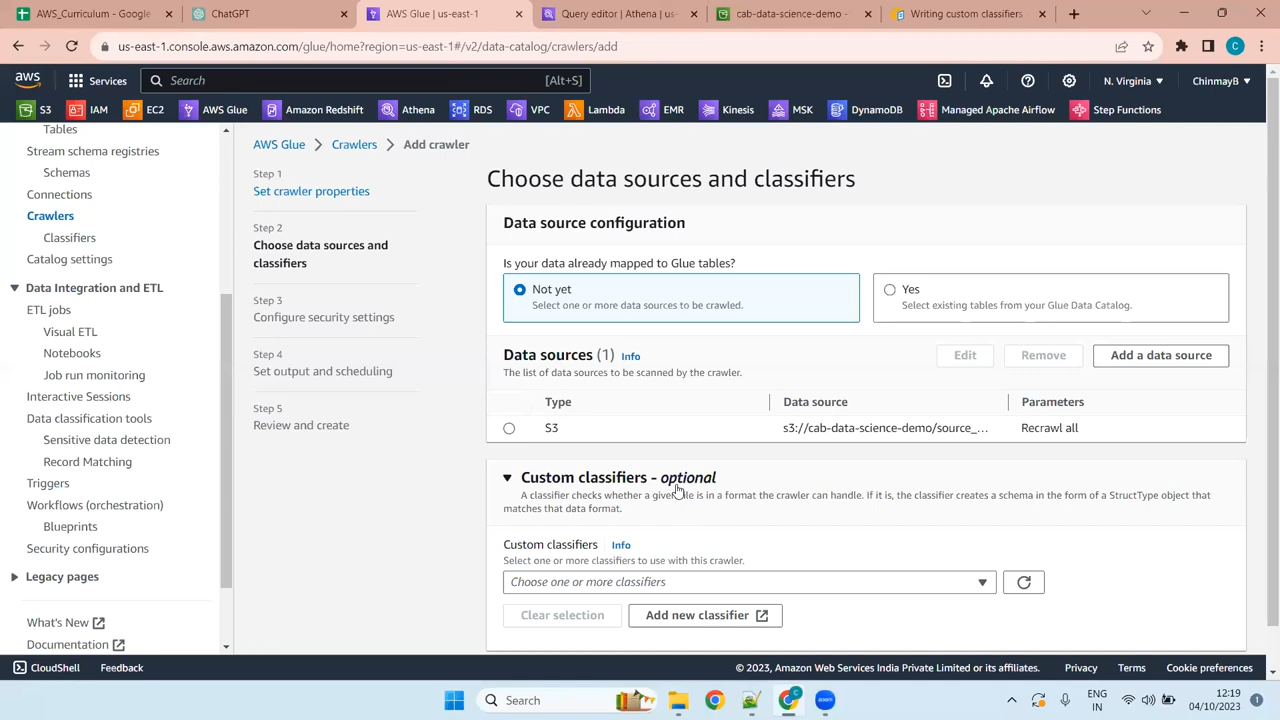 AWS_Curriculum - Google
ChatGPT
AWS Glue | us-east-1
Query editor | Athena | us-
cab-data-science-demo -
Writing custom classifiers
us-east-1.console.aws.amazon.com/glue/home?region=us-east-1#/v2/data-catalog/crawlers/add
C
aws
Services
Search
[Alt+S]
N. Virginia
ChinmayB
S3
IAM
EC2
AWS Glue
Amazon Redshift
Athena
RDS
VPC
Lambda
EMR
Kinesis
MSK
DynamoDB
Managed Apache Airflow
Step Functions
Tables
Stream schema registries
Schemas
Connections
Crawlers
Classifiers
Catalog settings
Data Integration and ETL
ETL jobs
Visual ETL
Notebooks
Job run monitoring
Interactive Sessions
Data classification tools
Sensitive data detection
Record Matching
Triggers
Workflows (orchestration)
Blueprints
Security configurations
Legacy pages
What's New
Documentation
AWS Glue
Crawlers
Add crawler
Step 1
Set crawler properties
Step 2
Choose data sources and
classifiers
Step 3
Configure security settings
Step 4
Set output and scheduling
Step 5
Review and create
Choose data sources and classifiers
Data source configuration
Is your data already mapped to Glue tables?
Not yet
Select one or more data sources to be crawled.
Yes
Select existing tables from your Glue Data Catalog.
Data sources (1) Info
The list of data sources to be scanned by the crawler.
Edit
Remove
Add a data source
Type
Data source
Parameters
S3
s3://cab-data-science-demo/source_...
Recrawl all
Custom classifiers - optional
A classifier checks whether a given file is in a format the crawler can handle. If it is, the classifier creates a schema in the form of a StructType object that
matches that data format.
Custom classifiers Info
Select one or more classifiers to use with this crawler.
Choose one or more classifiers
Clear selection
Add new classifier
CloudShell
Feedback
© 2023, Amazon Web Services India Private Limited or its affiliates.
Privacy
Terms
Cookie preferences
Search
zoom
ENG
IN
12:19
04/10/2023
1